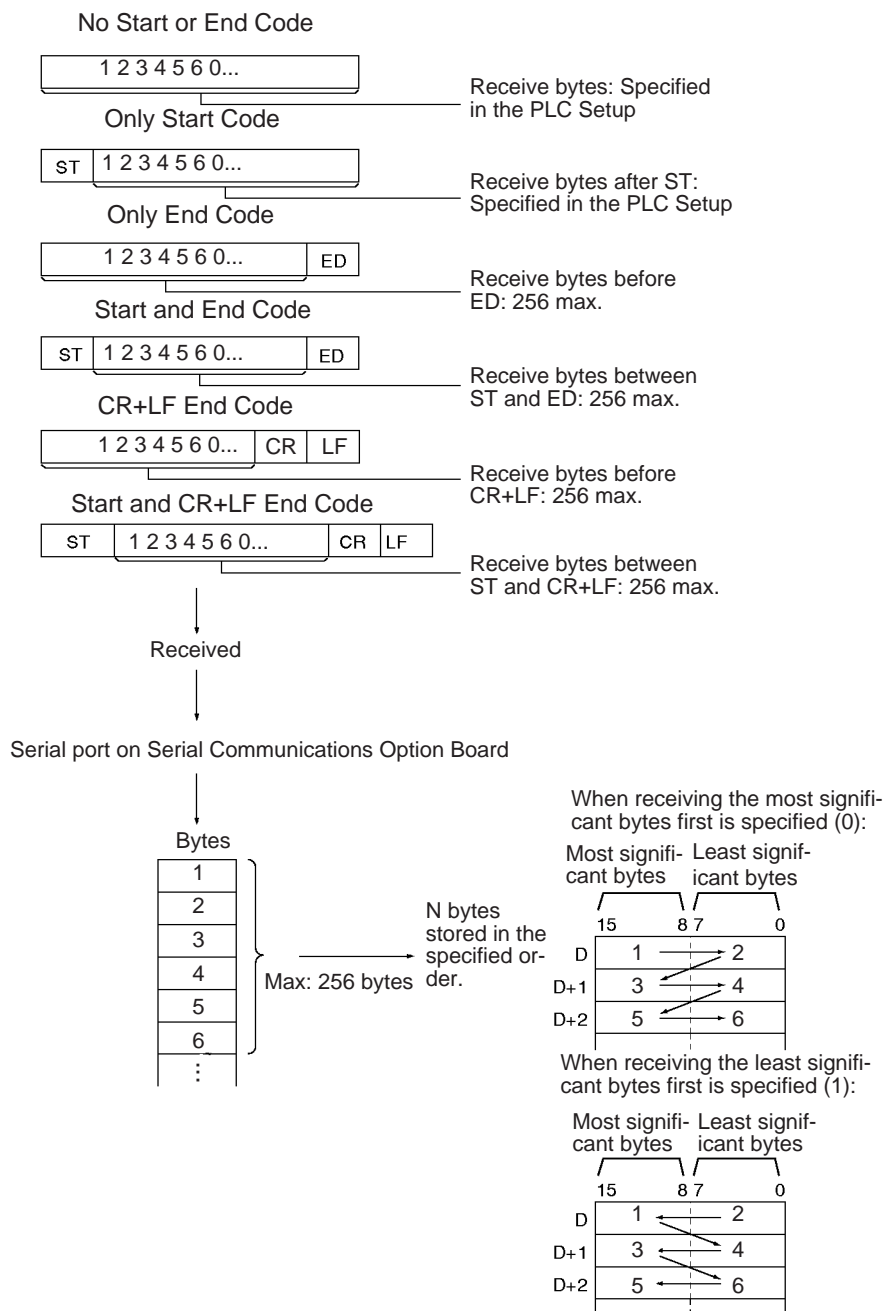 No Start or End Code
1 2 3 4 5 6 0...
Receive bytes: Specified
in the PLC Setup
Only Start Code
ST 1 2 3 4 5 6 0...
Receive bytes after ST:
Specified in the PLC Setup
Only End Code
1 2 3 4 5 6 0... ED
Receive bytes before
ED: 256 max.
Start and End Code
ST 1 2 3 4 5 6 0... ED
Receive bytes between
ST and ED: 256 max.
CR+LF End Code
1 2 3 4 5 6 0... CR LF
Receive bytes before
CR+LF: 256 max.
Start and CR+LF End Code
ST 1 2 3 4 5 6 0... CR LF
Receive bytes between
ST and CR+LF: 256 max.
Received
Serial port on Serial Communications Option Board
Bytes
1
2
3
4
5
6
⋮
Max: 256 bytes
N bytes
stored in the
specified or-
der.
When receiving the most signifi-
cant bytes first is specified (0):
Most signifi-
cant bytes
Least signif-
icant bytes
15 8 7 0
D 1 2
D+1 3 4
D+2 5 6
When receiving the least signifi-
cant bytes first is specified (1):
Most signifi-
cant bytes
Least signif-
icant bytes
15 8 7 0
D 1 2
D+1 3 4
D+2 5 6